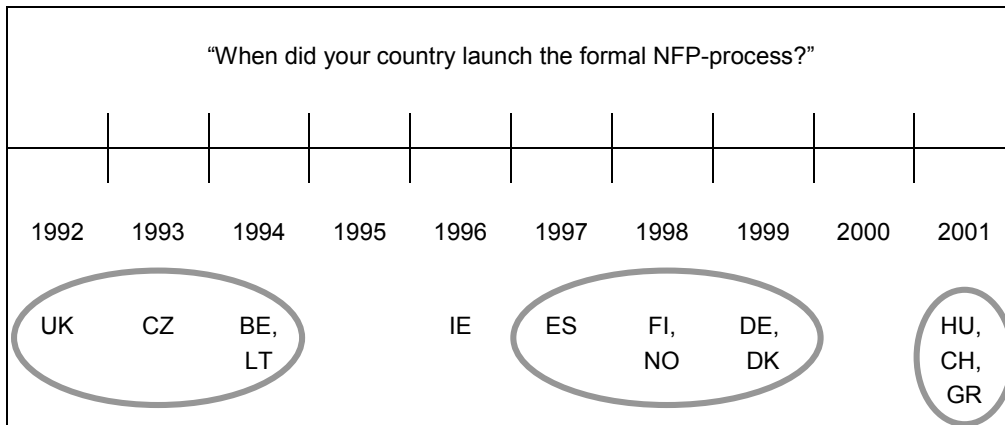 “When did your country launch the formal NFP-process?”
1992 1993 1994 1995 1996 1997 1998 1999 2000 2001
UK CZ BE, IE ES FI, DE, HU,
LT NO DK CH,
GR